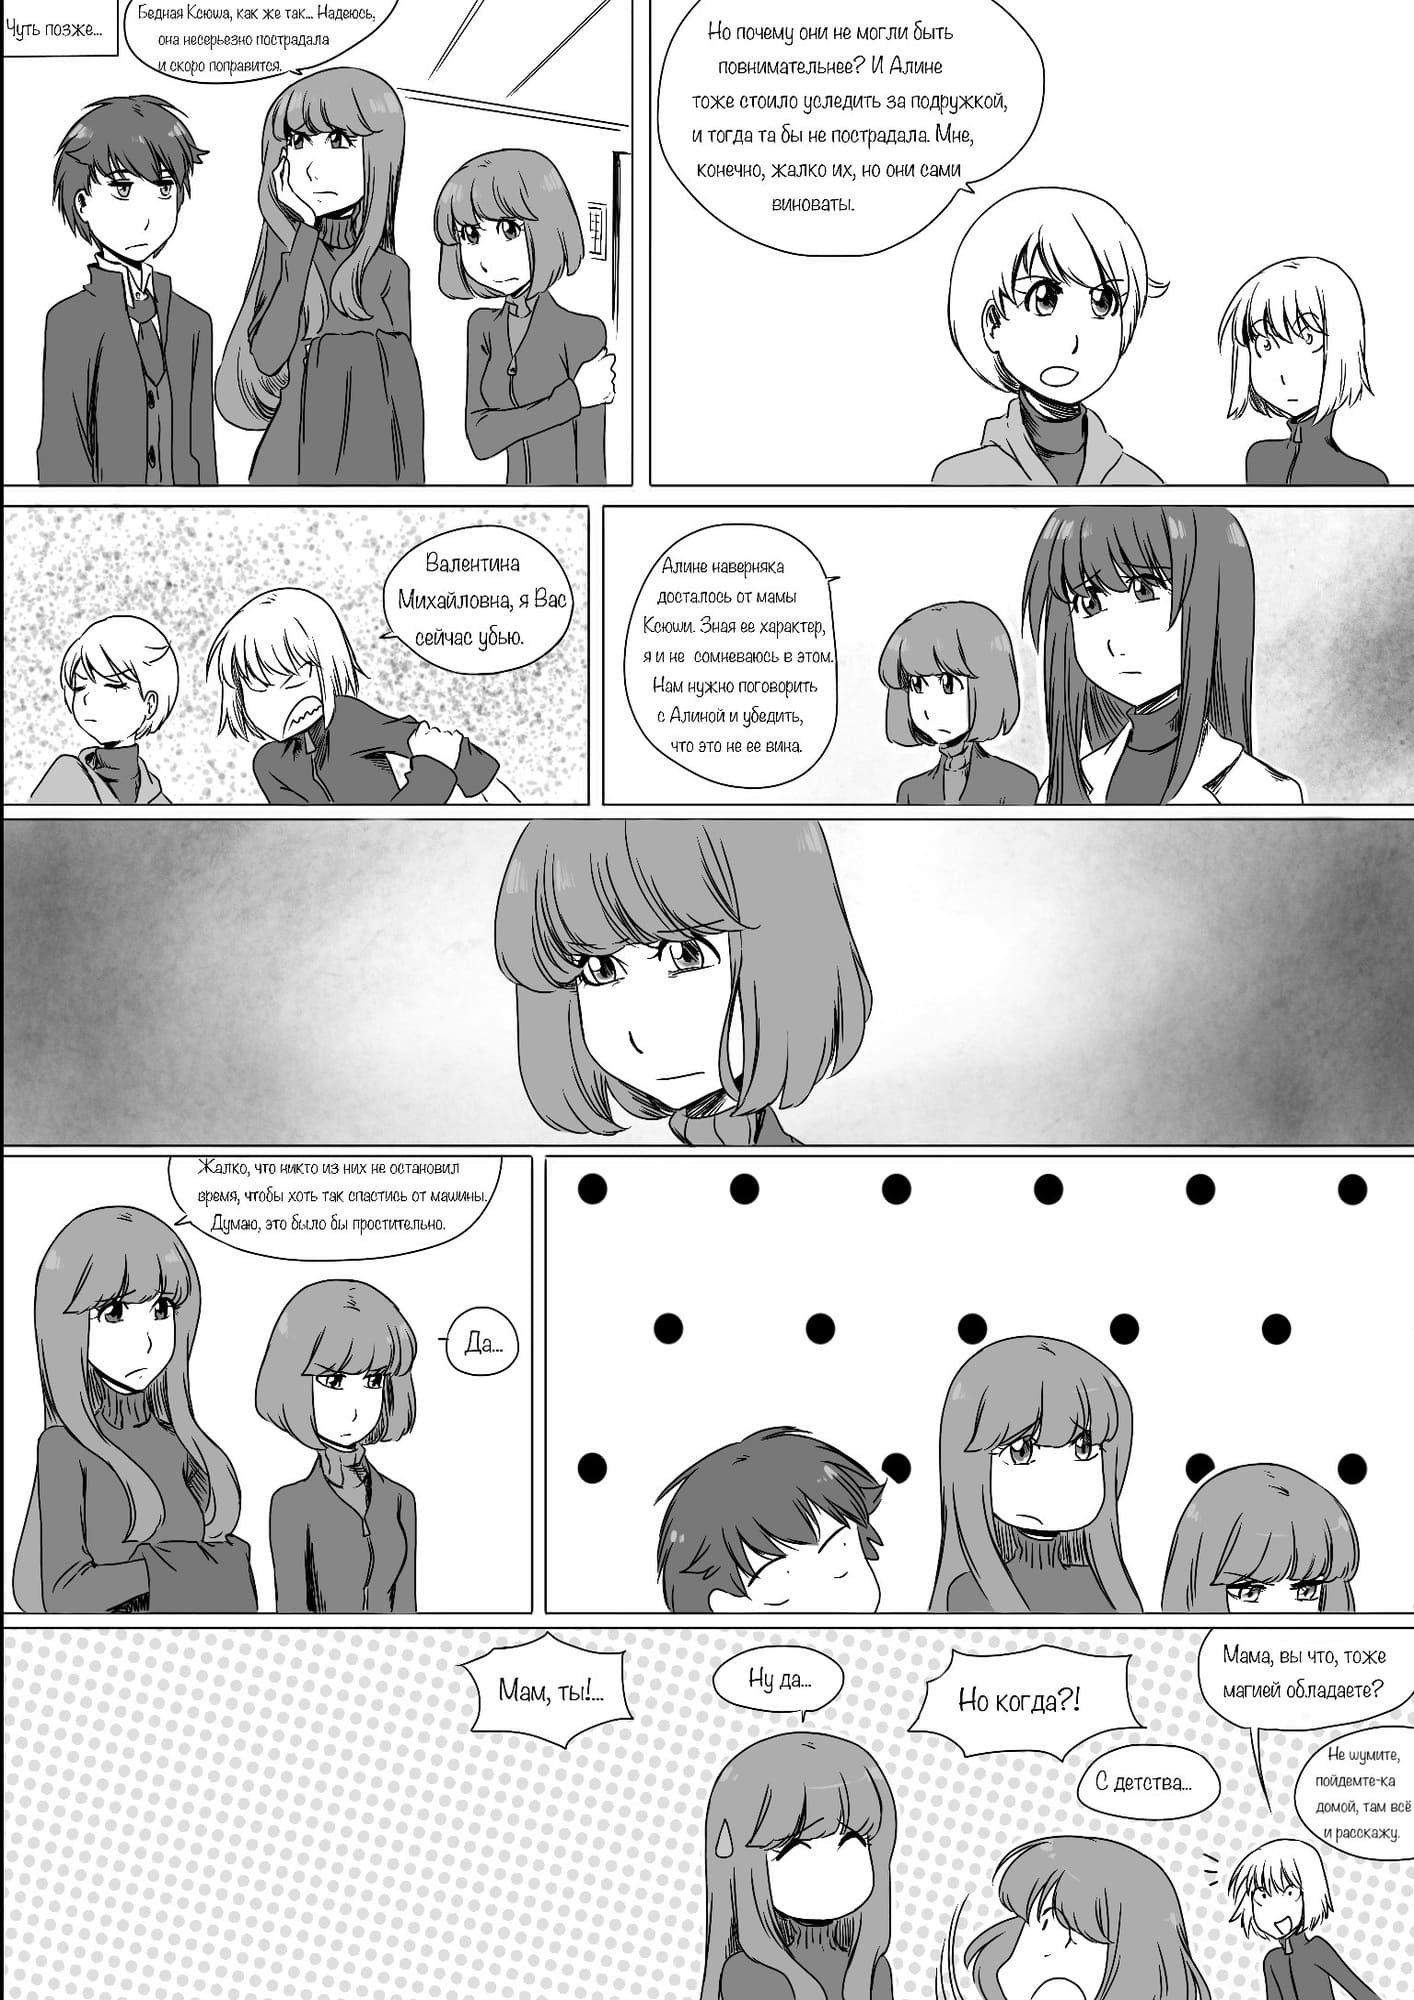 Чуть позже...
Бедная Ксюша, как же так... Надеюсь,
она несерьезно пострадала
и скоро поправится.
Но почему они не могли быть
повнимательнее? И Алине
тоже стоило уследить за подружкой,
и тогда та бы не пострадала. Мне,
конечно, жалко их, но они сами
виноваты.
Валентина
Михайловна, я Вас
сейчас убью.
Алине наверняка
досталось от мамы
Ксюши. Зная ее характер,
я и не сомневаюсь в этом.
Нам нужно поговорить
с Алиной и убедить,
что это не ее вина.
Жалко, что никто из них не остановил
время, чтобы хоть так спастись от машины.
Думаю, это было бы простительно.
Да...
Мам, ты!...
Ну да...
Но когда?!
С детства...
Мама, вы что, тоже
магией обладаете?
Не шумите,
пойдемте-ка
домой, там всё
и расскажу.